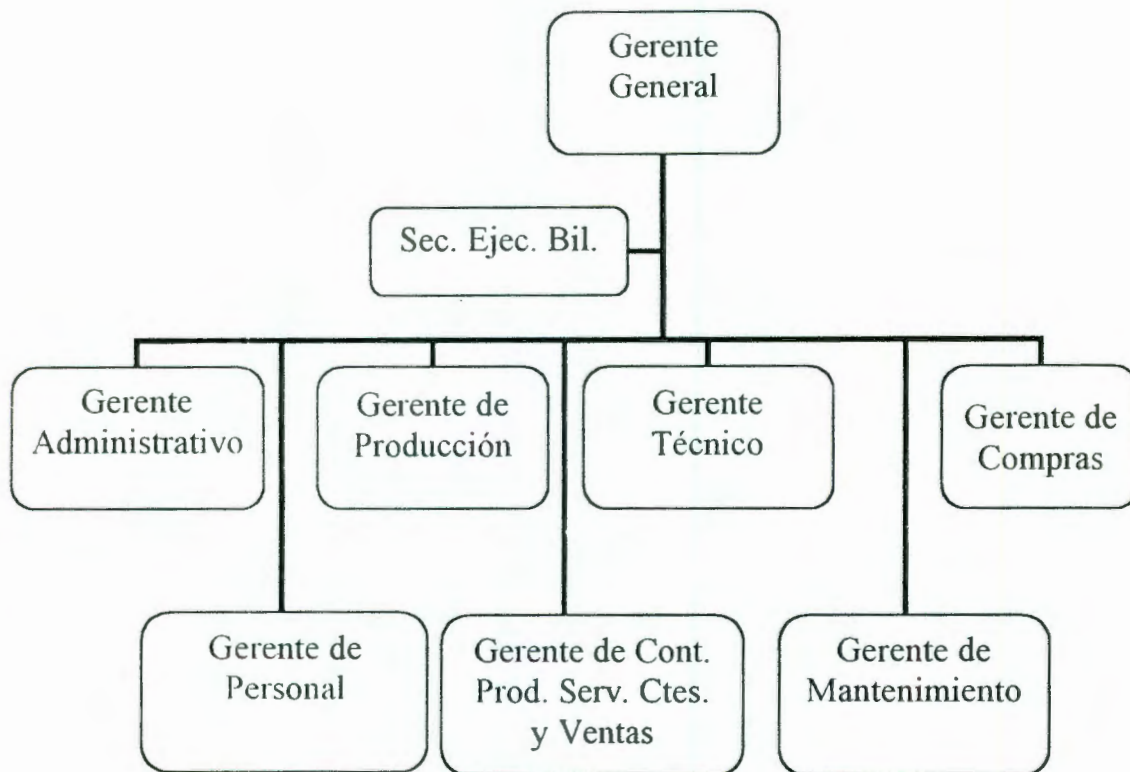 Gerente
General
Sec. Ejec. Bil.
Gerente
Administrativo
Gerente de
Producción
Gerente
Técnico
Gerente de
Compras
Gerente de
Personal
Gerente de Cont.
Prod. Serv. Ctes.
y Ventas
Gerente de
Mantenimiento